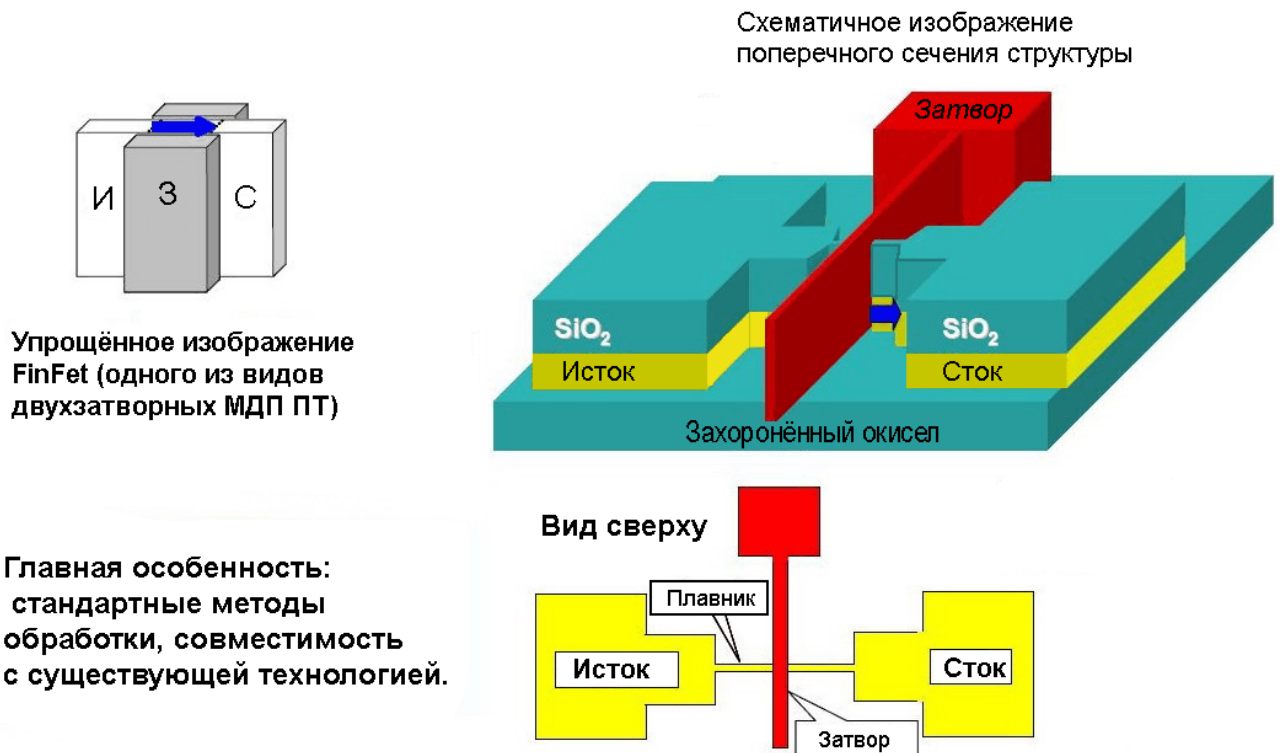 Схематичное изображение
поперечного сечения структуры
Затвор
И
З
С
SiO₂
SiO₂
Исток
Сток
Захоронённый окисел
Упрощённое изображение
FinFet (одного из видов
двухзатворных МДП ПТ)
Вид сверху
Плавник
Исток
Сток
Затвор
Главная особенность:
стандартные методы
обработки, совместимость
с существующей технологией.